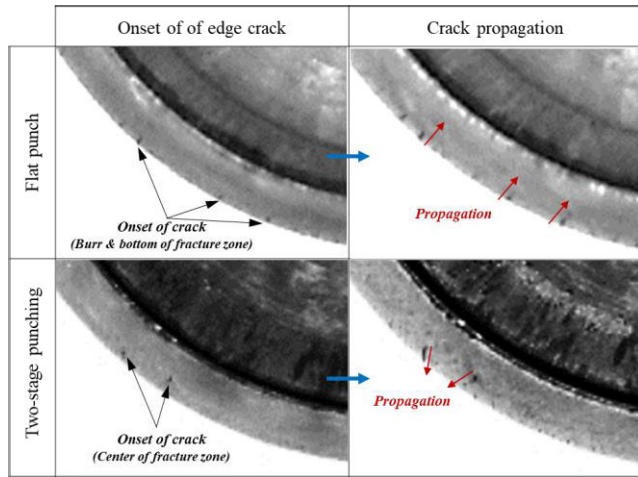 Onset of of edge crack
Crack propagation
Flat punch
Onset of crack
(Burr & bottom of fracture zone)
Propagation
Two-stage punching
Onset of crack
(Center of fracture zone)
Propagation